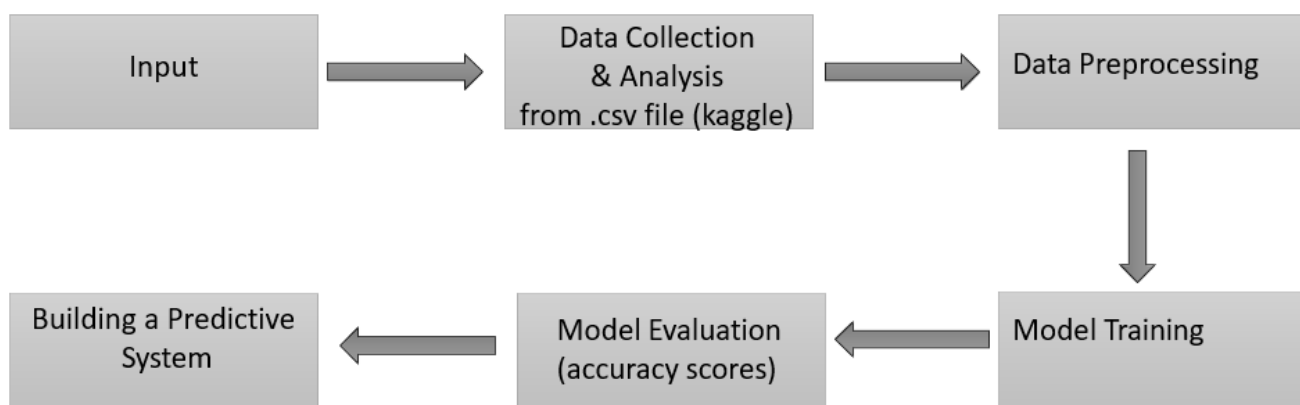 Input
Data Collection
& Analysis
from .csv file (kaggle)
Data Preprocessing
Model Training
Model Evaluation
(accuracy scores)
Building a Predictive
System